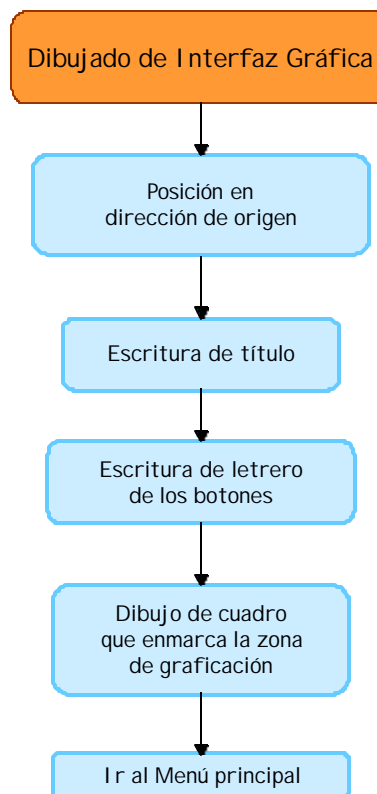 Dibujado de Interfaz Gráfica
Posición en
dirección de origen
Escritura de título
Escritura de letrero
de los botones
Dibujo de cuadro
que enmarca la zona
de graficación
Ir al Menú principal